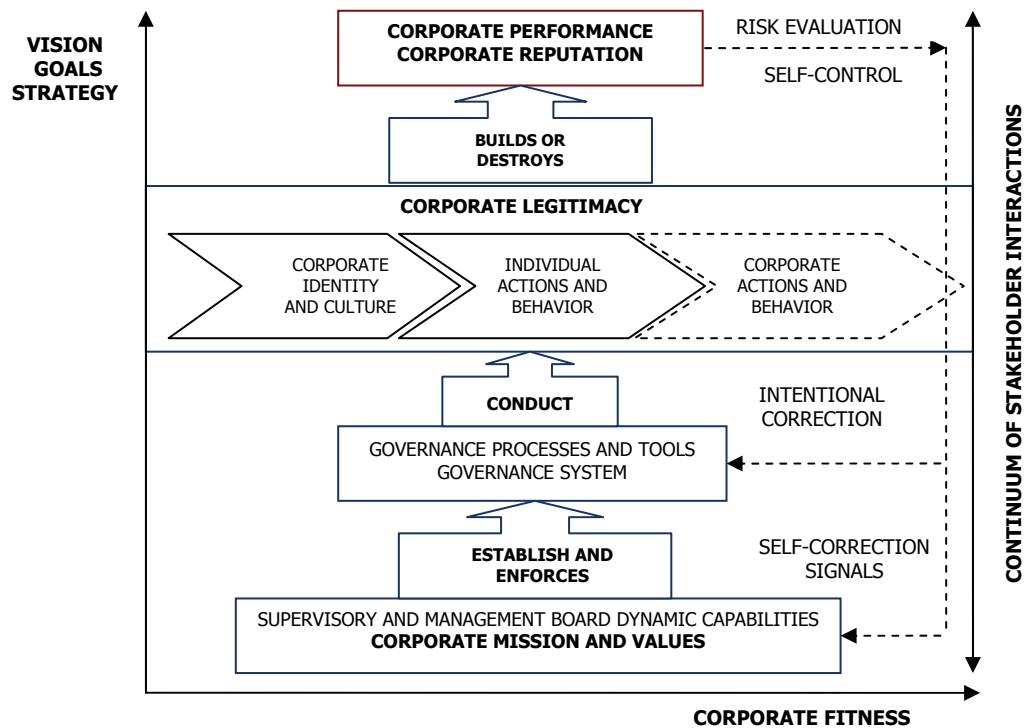 VISION
GOALS
STRATEGY
CORPORATE PERFORMANCE
CORPORATE REPUTATION
RISK EVALUATION
SELF-CONTROL
BUILDS OR
DESTROYS
CORPORATE LEGITIMACY
CORPORATE
IDENTITY
AND CULTURE
INDIVIDUAL
ACTIONS AND
BEHAVIOR
CORPORATE
ACTIONS AND
BEHAVIOR
CONDUCT
INTENTIONAL
CORRECTION
GOVERNANCE PROCESSES AND TOOLS
GOVERNANCE SYSTEM
ESTABLISH AND
ENFORCES
SELF-CORRECTION
SIGNALS
SUPERVISORY AND MANAGEMENT BOARD DYNAMIC CAPABILITIES
CORPORATE MISSION AND VALUES
CONTINUUM OF STAKEHOLDER INTERACTIONS
CORPORATE FITNESS